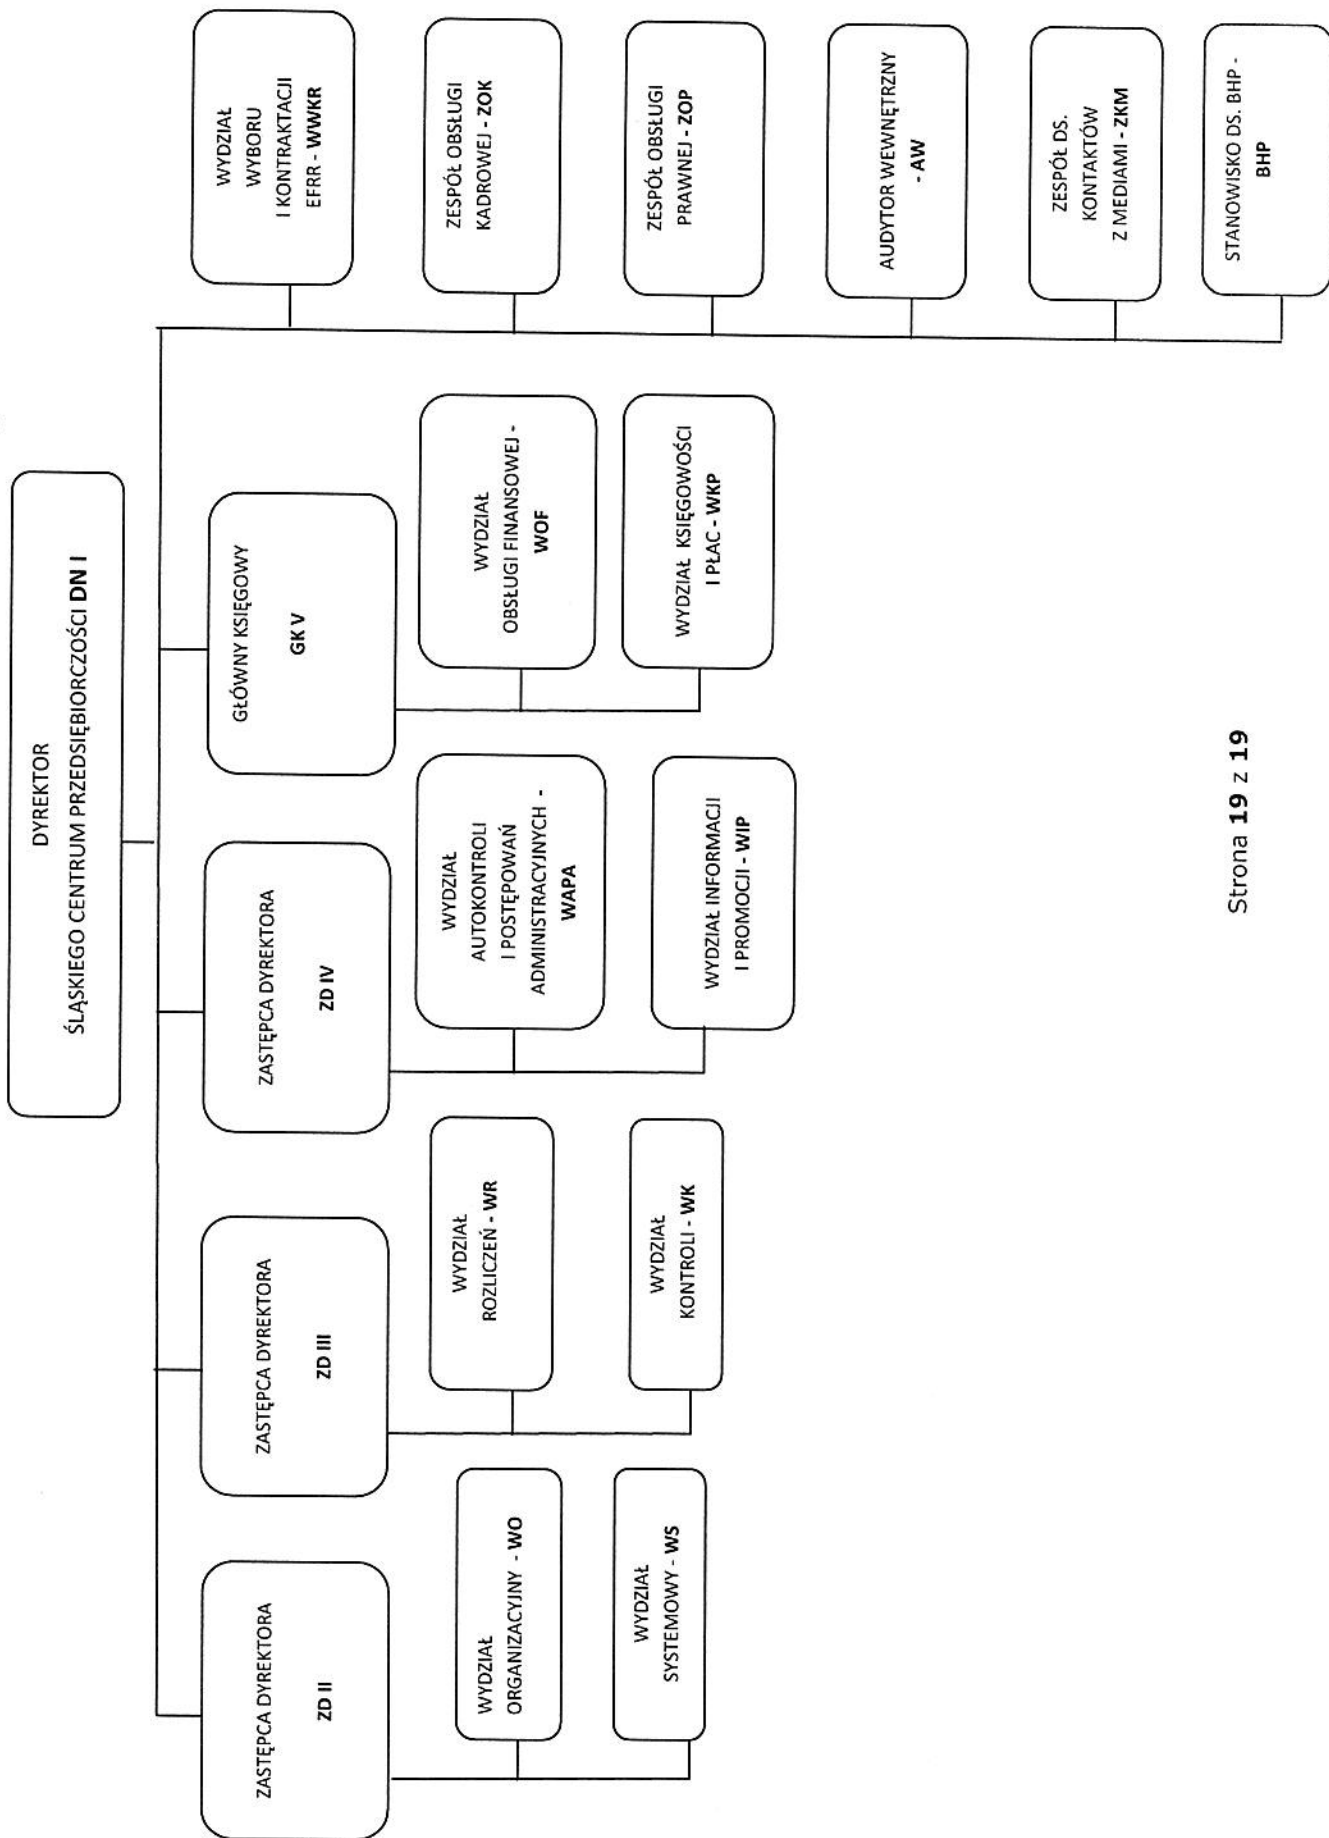 DYREKTOR
ŚLĄSKIEGO CENTRUM PRZEDSIĘBIORCZOŚCI DN I
ZASTĘPCA DYREKTORA
ZD II
WYDZIAŁ
ORGANIZACYJNY - WO
WYDZIAŁ
SYSTEMOWY - WS
ZASTĘPCA DYREKTORA
ZD III
WYDZIAŁ
ROZLICZEŃ - WR
WYDZIAŁ
KONTROLI - WK
ZASTĘPCA DYREKTORA
ZD IV
WYDZIAŁ
AUTOKONTROLI
I POSTĘPOWAŃ
ADMINISTRACYJNYCH -
WAPA
WYDZIAŁ INFORMACJI
I PROMOCJI - WIP
GŁÓWNY KSIĘGOWY
GK V
WYDZIAŁ
OBSŁUGI FINANSOWEJ -
WOF
WYDZIAŁ KSIĘGOWOŚCI
I PŁAC - WKP
WYDZIAŁ
WYBORU
I KONTRAKTACJI
EFRR - WWKR
ZESPÓŁ OBSŁUGI
KADROWEJ - ZOK
ZESPÓŁ OBSŁUGI
PRAWNEJ - ZOP
AUDYTOR WEWNĘTRZNY
- AW
ZESPÓŁ DS.
KONTAKTÓW
Z MEDIAMI - ZKM
STANOWISKO DS. BHP -
BHP
Strona 19 z 19